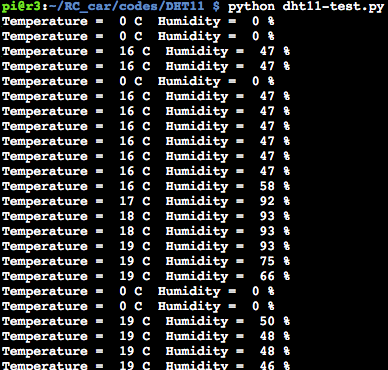 pi@r3:~/RC_car/codes/DHT11 $ python dht11-test.py
Temperature =  0 C  Humidity =  0 %
Temperature =  0 C  Humidity =  0 %
Temperature =  16 C  Humidity =  47 %
Temperature =  16 C  Humidity =  47 %
Temperature =  0 C  Humidity =  0 %
Temperature =  16 C  Humidity =  47 %
Temperature =  16 C  Humidity =  47 %
Temperature =  16 C  Humidity =  47 %
Temperature =  16 C  Humidity =  47 %
Temperature =  16 C  Humidity =  47 %
Temperature =  16 C  Humidity =  47 %
Temperature =  16 C  Humidity =  58 %
Temperature =  17 C  Humidity =  92 %
Temperature =  18 C  Humidity =  93 %
Temperature =  18 C  Humidity =  93 %
Temperature =  19 C  Humidity =  93 %
Temperature =  19 C  Humidity =  75 %
Temperature =  19 C  Humidity =  66 %
Temperature =  0 C  Humidity =  0 %
Temperature =  0 C  Humidity =  0 %
Temperature =  19 C  Humidity =  50 %
Temperature =  19 C  Humidity =  48 %
Temperature =  19 C  Humidity =  48 %
Temperature =  19 C  Humidity =  46 %